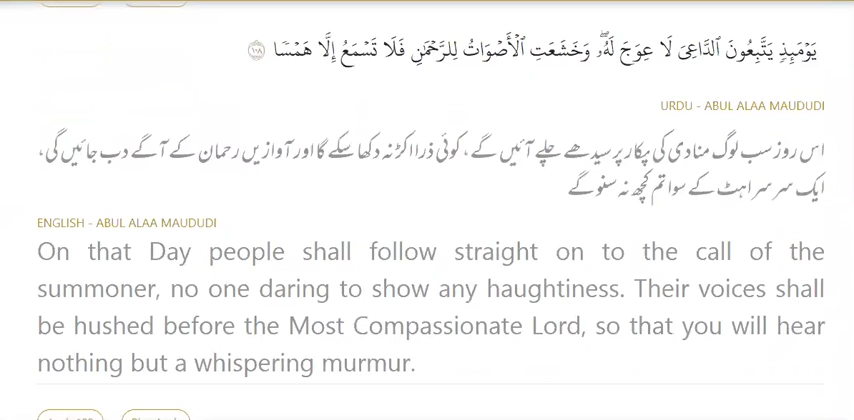 يَوْمَئِذٍ يَتَّبِعُونَ ٱلدَّاعِىَ لَا عِوَجَ لَهُۥ ۖ وَخَشَعَتِ ٱلْأَصْوَاتُ لِلرَّحْمَـٰنِ فَلَا تَسْمَعُ إِلَّا هَمْسًا ١٠٨
URDU - ABUL ALAA MAUDUDI
اس روز سب لوگ منادی کی پکار پر سیدھے چلے آئیں گے، کوئی ذرا اکڑ نہ دکھا سکے گا اور آوازیں رحمان کے آگے دب جائیں گی،
ایک سرسراہٹ کے سوا تم کچھ نہ سنو گے
ENGLISH - ABUL ALAA MAUDUDI
On that Day people shall follow straight on to the call of the
summoner, no one daring to show any haughtiness. Their voices shall
be hushed before the Most Compassionate Lord, so that you will hear
nothing but a whispering murmur.